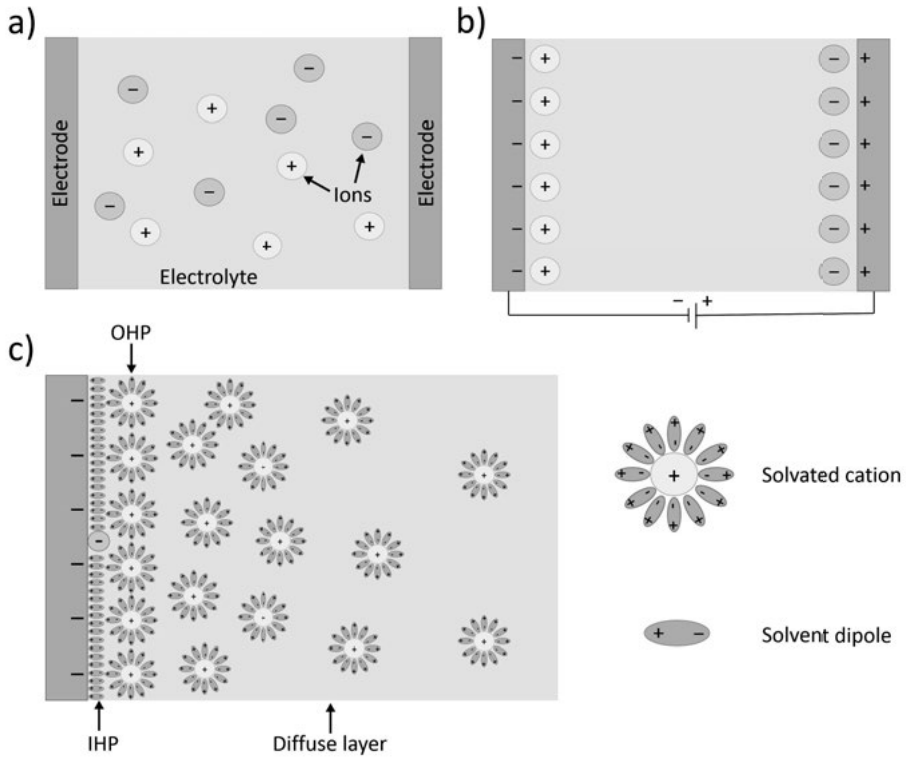 a)
Electrode
Ions
Electrolyte
Electrode
b)
− +
c)
OHP
IHP
Diffuse layer
Solvated cation
Solvent dipole